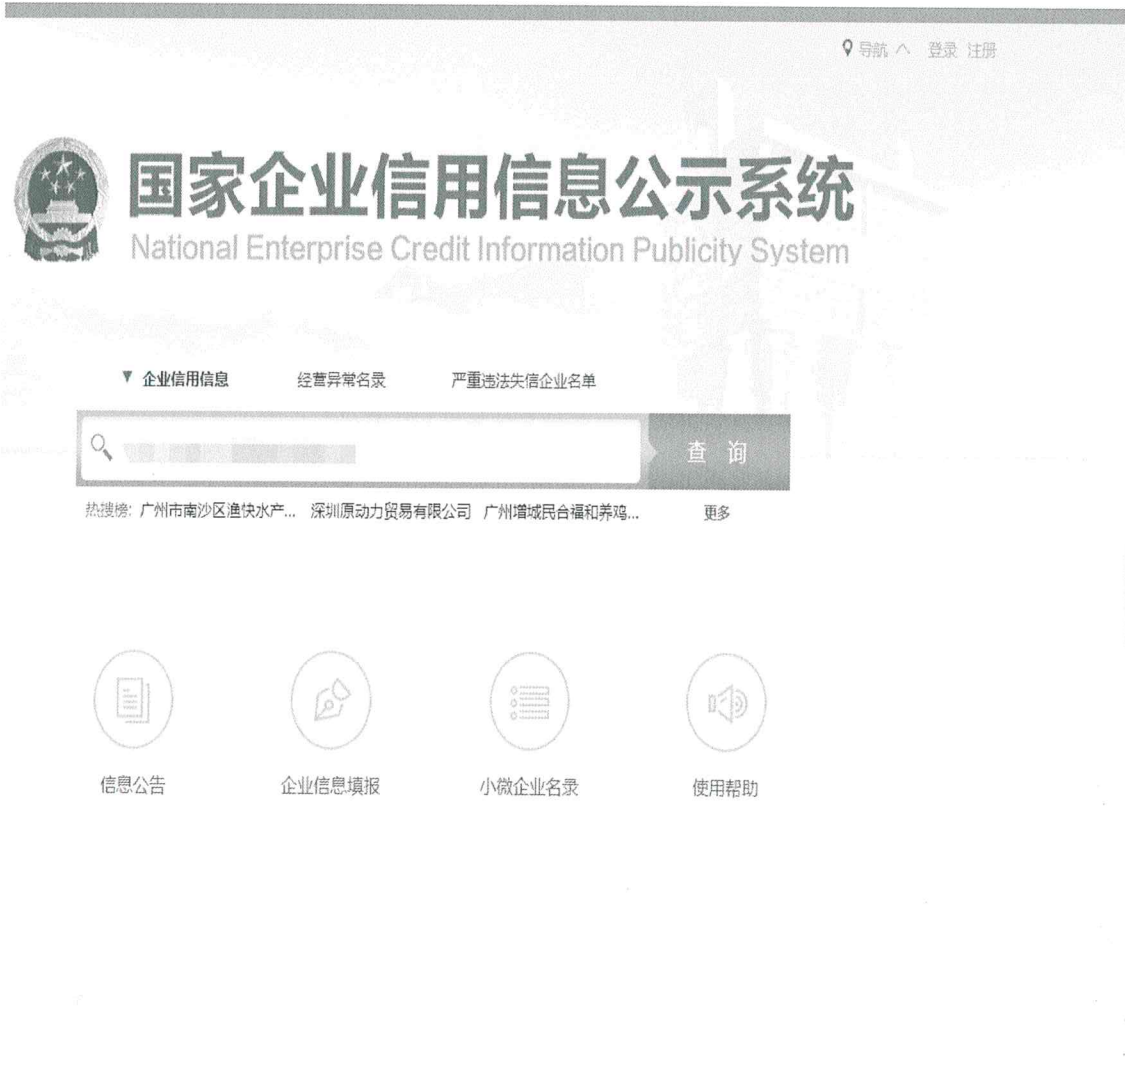 导航 登录 注册
国家企业信用信息公示系统
National Enterprise Credit Information Publicity System
企业信用信息 经营异常名录 严重违法失信企业名单
查 询
热搜榜: 广州市南沙区渔快水产... 深圳原动力贸易有限公司 广州增城民合福和养鸡... 更多
信息公告 企业信息填报 小微企业名录 使用帮助